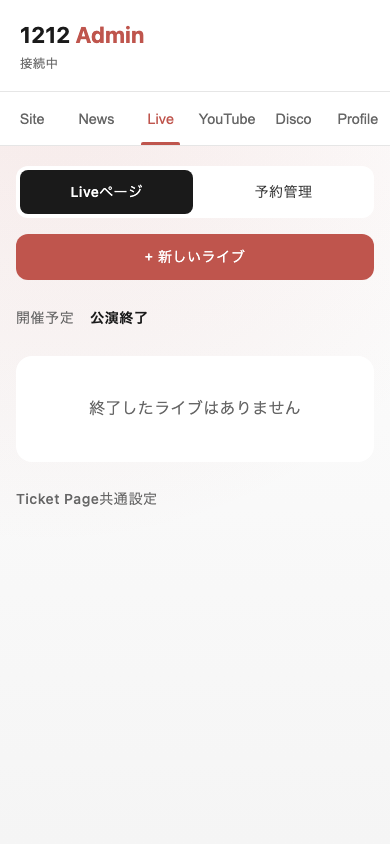 1212 Admin
接続中
Site News Live YouTube Disco Profile
Liveページ 予約管理
+ 新しいライブ
開催予定 公演終了
終了したライブはありません
Ticket Page共通設定